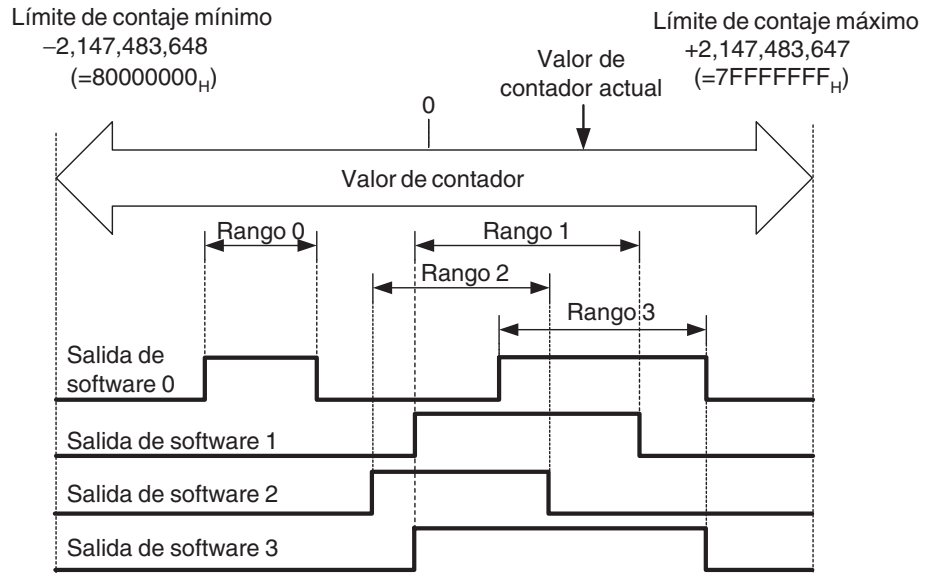 Límite de contaje mínimo
−2,147,483,648
(=80000000H)
Límite de contaje máximo
+2,147,483,647
(=7FFFFFFFH)
Valor de
contador actual
0
Valor de contador
Rango 0
Rango 1
Rango 2
Rango 3
Salida de
software 0
Salida de software 1
Salida de software 2
Salida de software 3